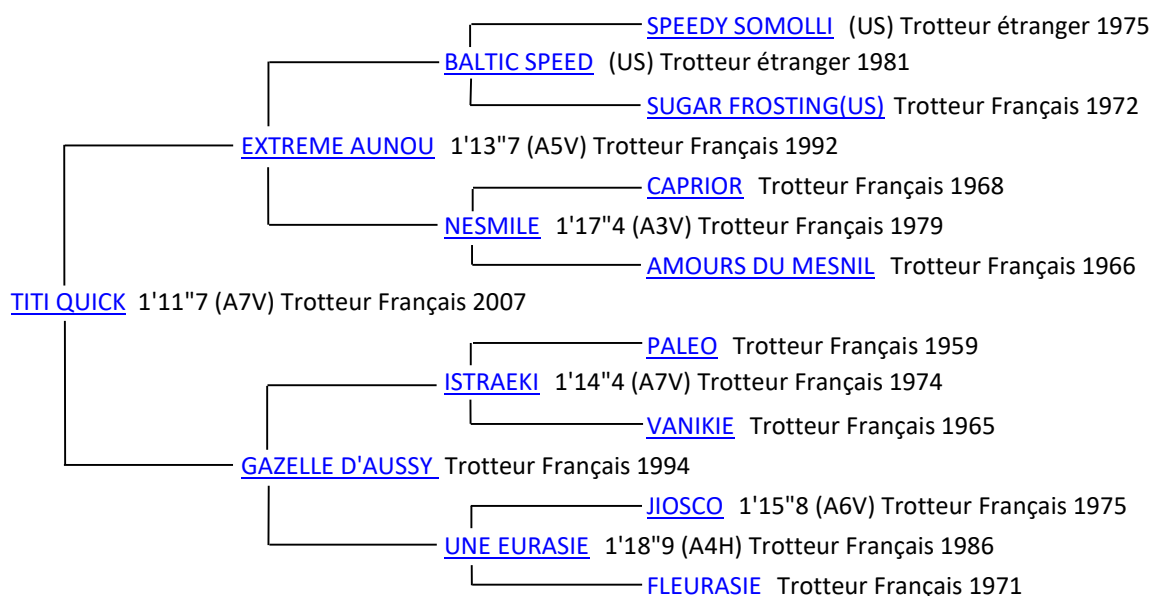 SPEEDY SOMOLLI (US) Trotteur étranger 1975
BALTIC SPEED (US) Trotteur étranger 1981
SUGAR FROSTING(US) Trotteur Français 1972
EXTREME AUNOU 1'13"7 (A5V) Trotteur Français 1992
CAPRIOR Trotteur Français 1968
NESMILE 1'17"4 (A3V) Trotteur Français 1979
AMOURS DU MESNIL Trotteur Français 1966
TITI QUICK 1'11"7 (A7V) Trotteur Français 2007
PALEO Trotteur Français 1959
ISTRAEKI 1'14"4 (A7V) Trotteur Français 1974
VANIKIE Trotteur Français 1965
GAZELLE D'AUSSY Trotteur Français 1994
JIOSCO 1'15"8 (A6V) Trotteur Français 1975
UNE EURASIE 1'18"9 (A4H) Trotteur Français 1986
FLEURASIE Trotteur Français 1971